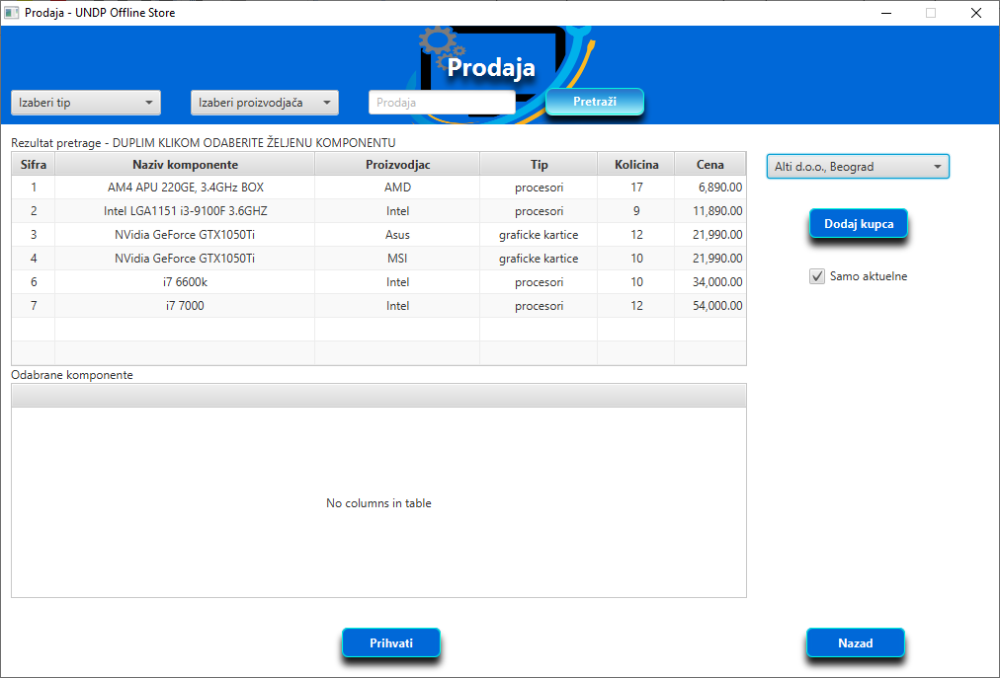 Prodaja - UNDP Offline Store
Prodaja
Izaberi tip
Izaberi proizvodjača
Prodaja
Pretraži
Rezultat pretrage - DUPLIM KLIKOM ODABERITE ŽELJENU KOMPONENTU
Sifra Naziv komponente Proizvodjac Tip Kolicina Cena
1 AM4 APU 220GE, 3.4GHz BOX AMD procesori 17 6,890.00
2 Intel LGA1151 i3-9100F 3.6GHZ Intel procesori 9 11,890.00
3 NVidia GeForce GTX1050Ti Asus graficke kartice 12 21,990.00
4 NVidia GeForce GTX1050Ti MSI graficke kartice 10 21,990.00
6 i7 6600k Intel procesori 10 34,000.00
7 i7 7000 Intel procesori 12 54,000.00
Alti d.o.o., Beograd
Dodaj kupca
Samo aktuelne
Odabrane komponente
No columns in table
Prihvati
Nazad